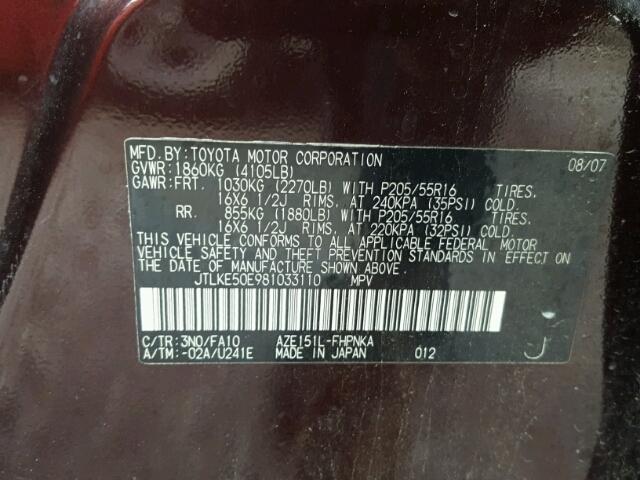 MFD.BY:TOYOTA MOTOR CORPORATION 08/07
GVWR:1860KG (4105LB)
GAWR:FRT. 1030KG (2270LB) WITH P205/55R16 TIRES.
16X6 1/2J RIMS. AT 240KPA (35PSI) COLD.
RR. 855KG (1880LB) WITH P205/55R16 TIRES.
16X6 1/2J RIMS. AT 220KPA (32PSI) COLD.
THIS VEHICLE CONFORMS TO ALL APPLICABLE FEDERAL MOTOR
VEHICLE SAFETY AND THEFT PREVENTION STANDARDS IN EFFECT
ON THE DATE OF MANUFACTURE SHOWN ABOVE.
JTLKE50E981033110 MPV
C/TR:3N0/FA10 AZE151L-FHPNKA
A/TM:-02A/U241E MADE IN JAPAN 012 J